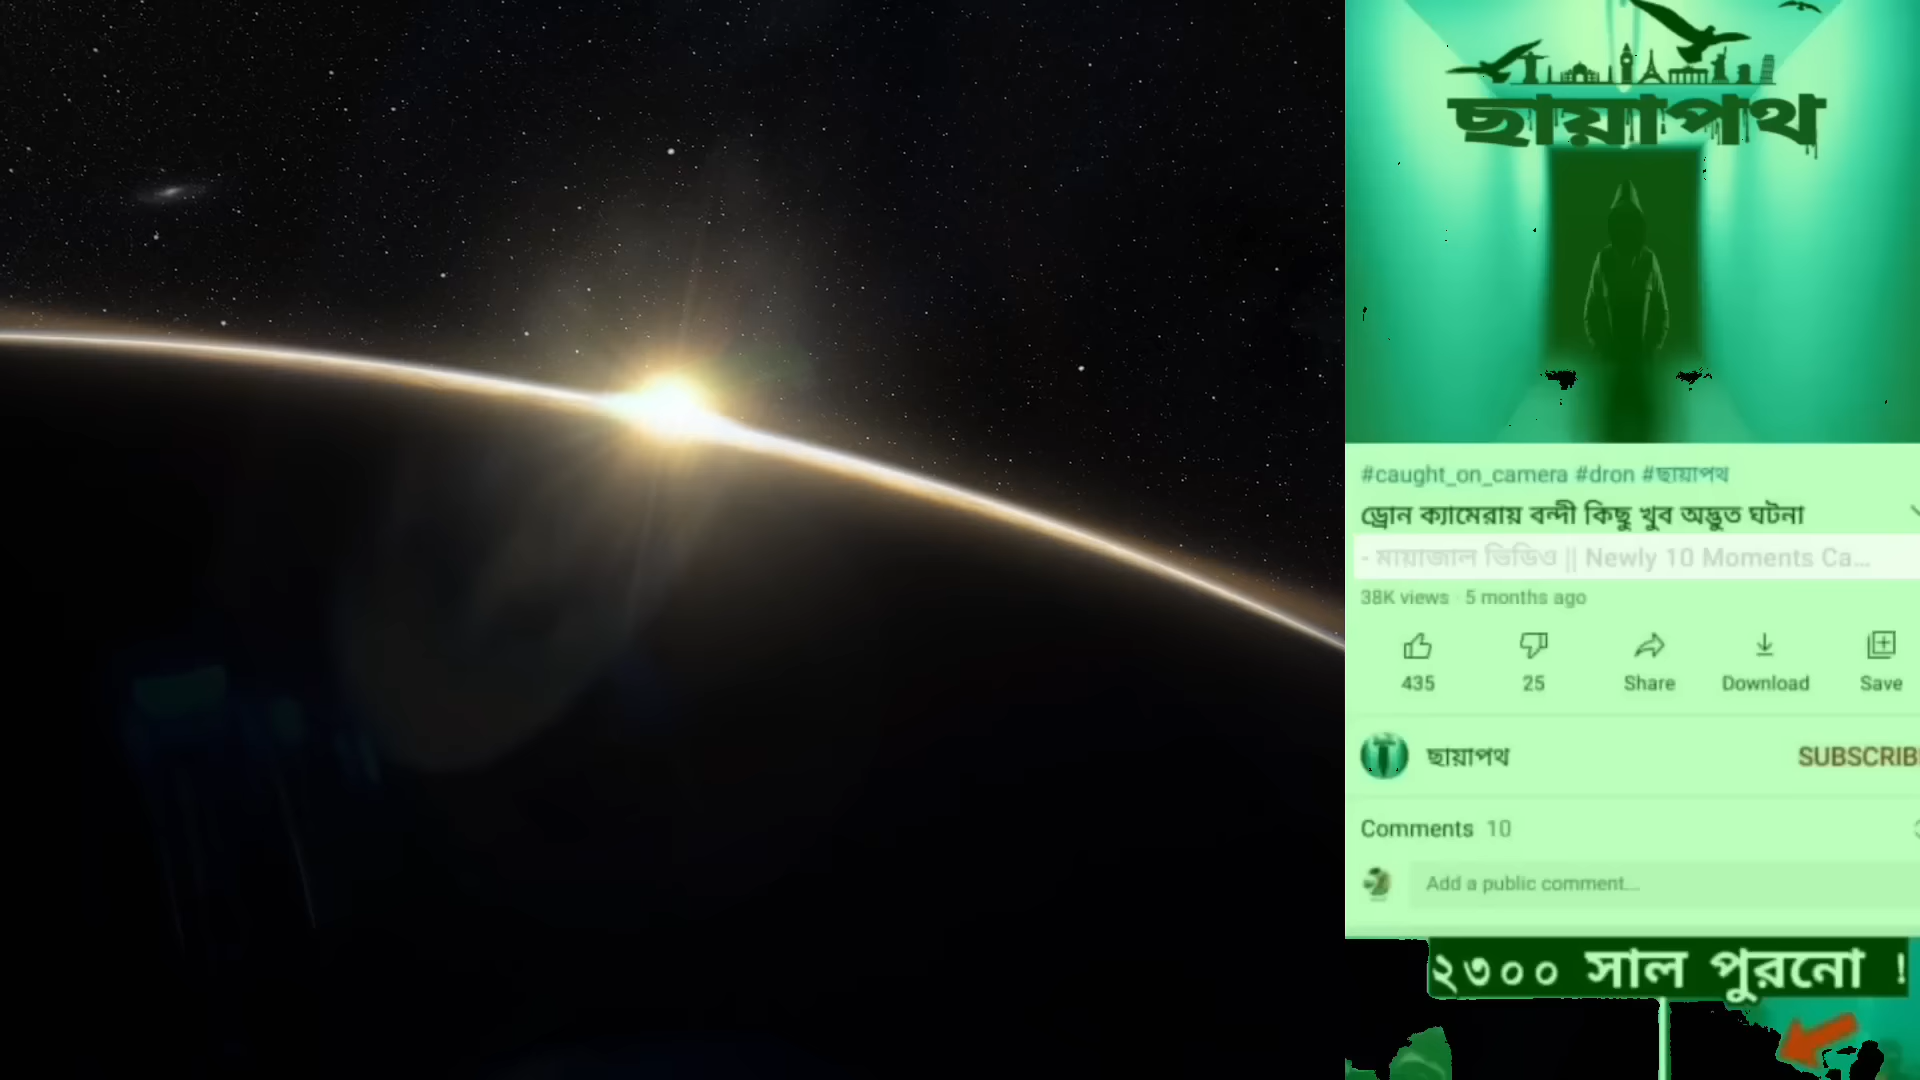 ছায়াপথ
#caught_on_camera #dron #ছায়াপথ
ড্রোন ক্যামেরায় বন্দী কিছু খুব অদ্ভুত ঘটনা
- মায়াজাল ভিডিও || Newly 10 Moments Ca...
38K views · 5 months ago
435 25 Share Download Save
ছায়াপথ SUBSCRIBE
Comments 10
Add a public comment...
২৩০০ সাল পুরনো !